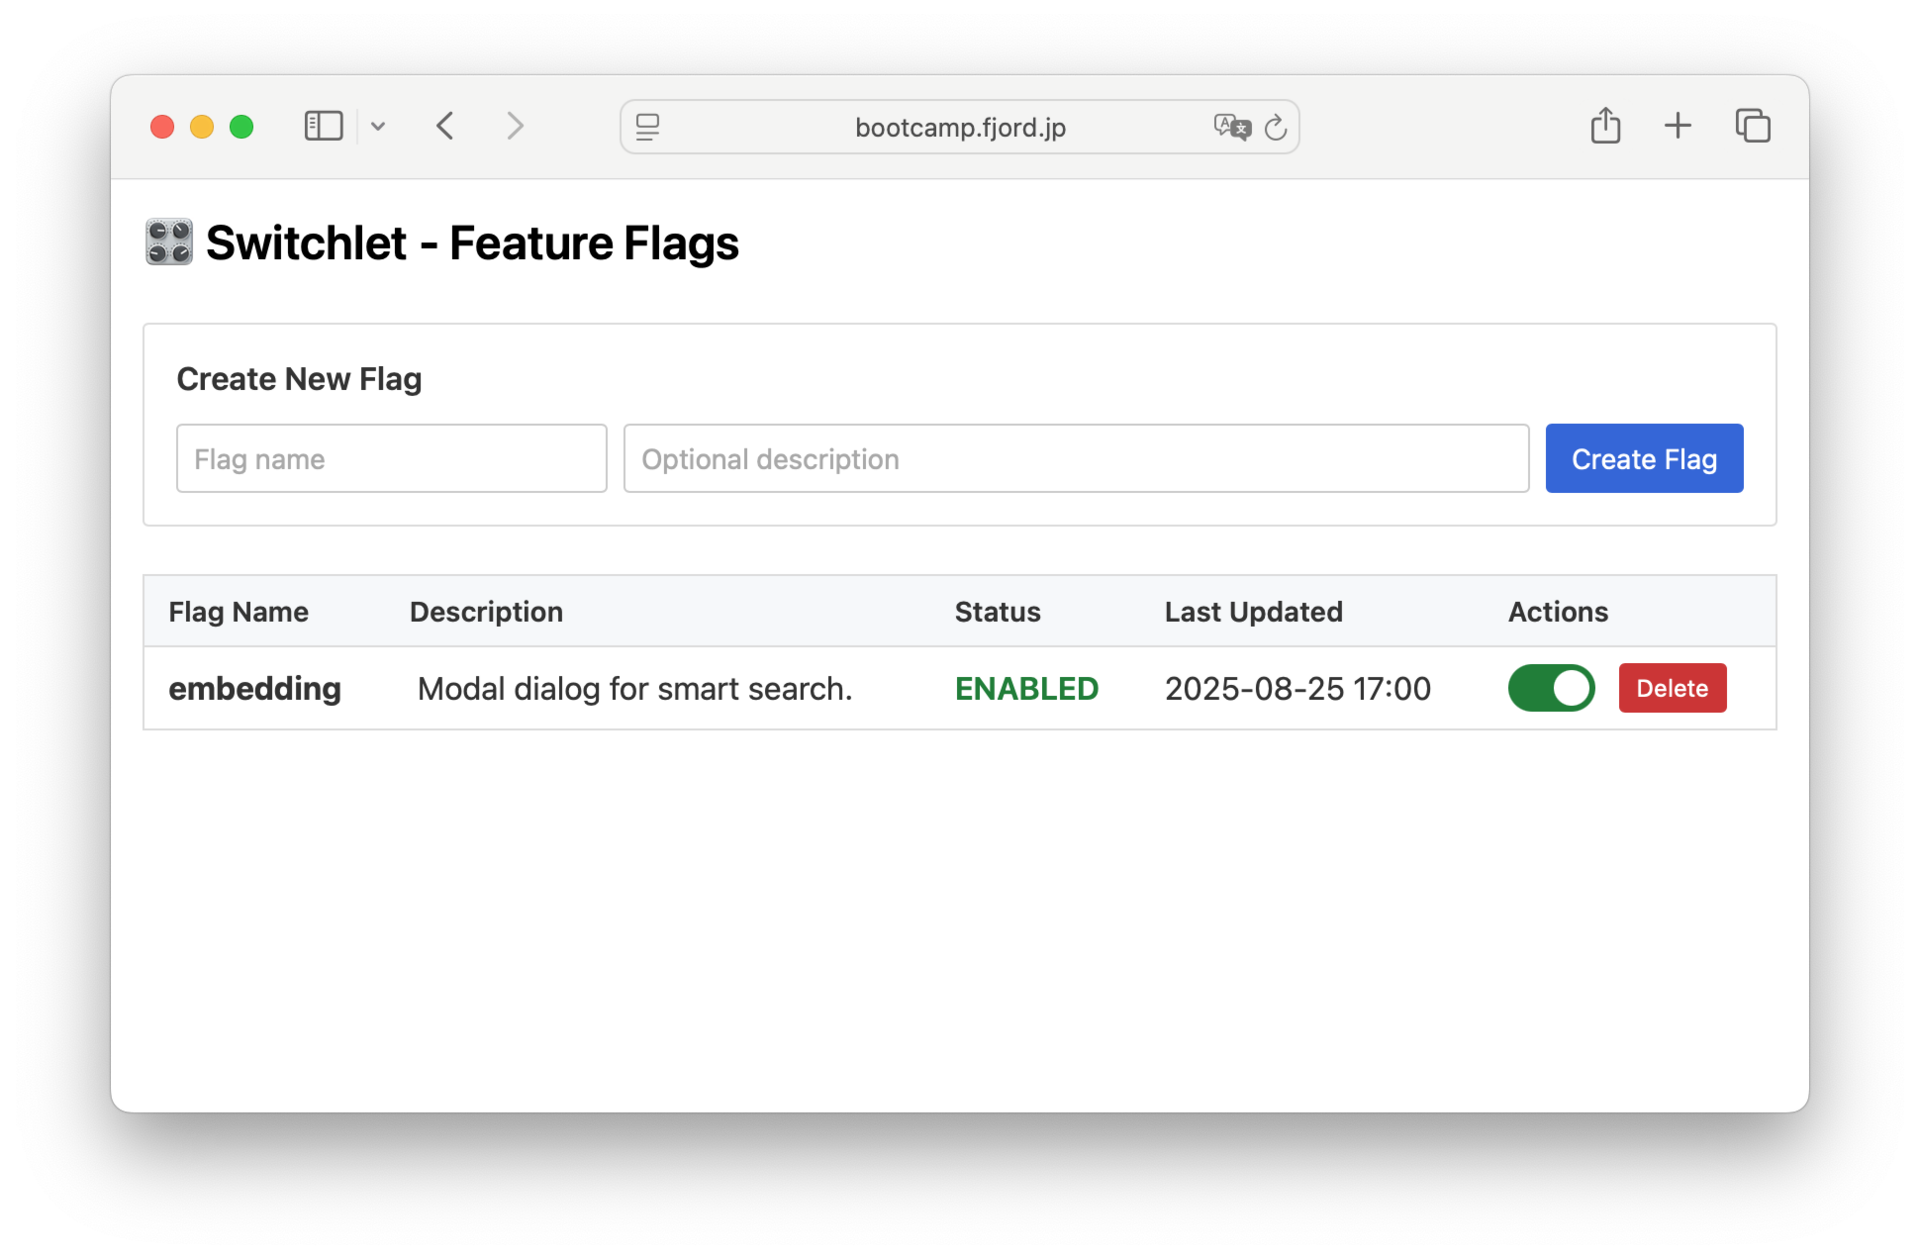 bootcamp.fjord.jp
Switchlet - Feature Flags
Create New Flag
Flag name Optional description Create Flag
Flag Name Description Status Last Updated Actions
embedding Modal dialog for smart search. ENABLED 2025-08-25 17:00 Delete